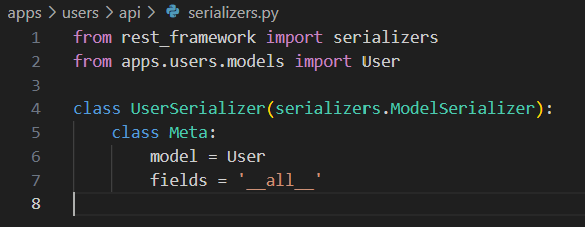 apps > users > api > serializers.py
1 from rest_framework import serializers
2 from apps.users.models import User
3
4 class UserSerializer(serializers.ModelSerializer):
5     class Meta:
6         model = User
7         fields = '__all__'
8